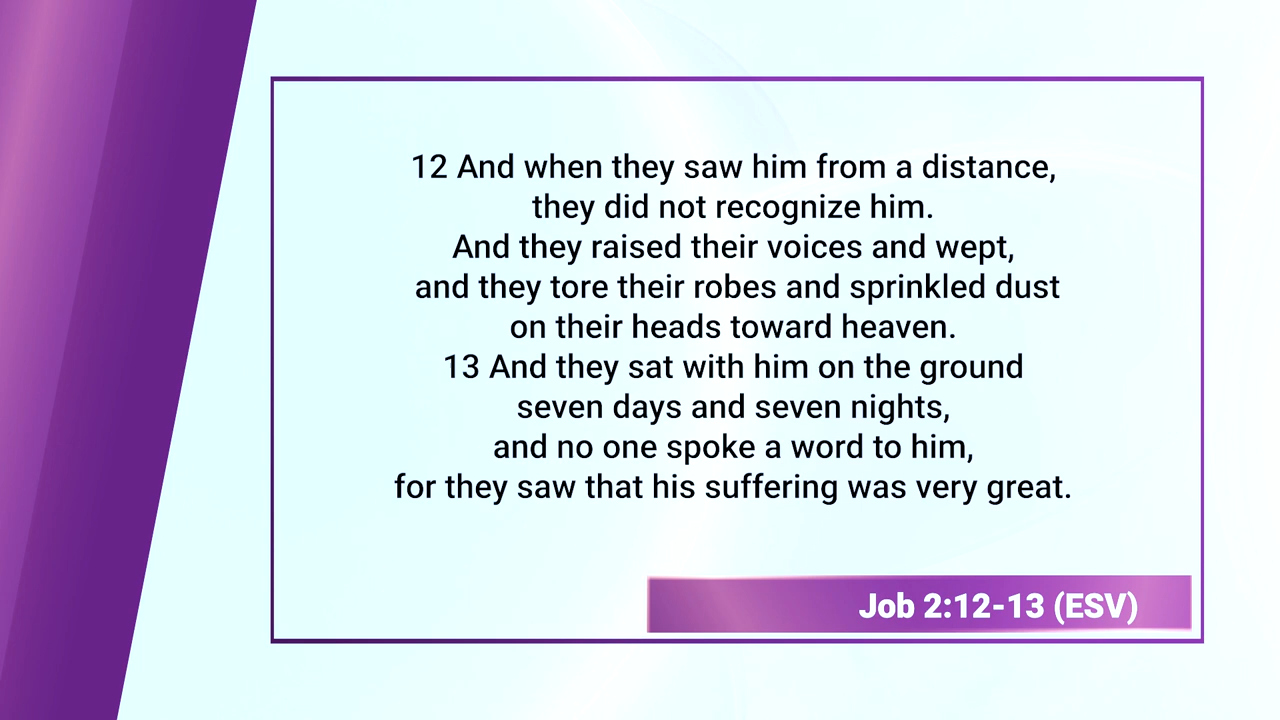 12 And when they saw him from a distance,
they did not recognize him.
And they raised their voices and wept,
and they tore their robes and sprinkled dust
on their heads toward heaven.
13 And they sat with him on the ground
seven days and seven nights,
and no one spoke a word to him,
for they saw that his suffering was very great.
Job 2:12-13 (ESV)